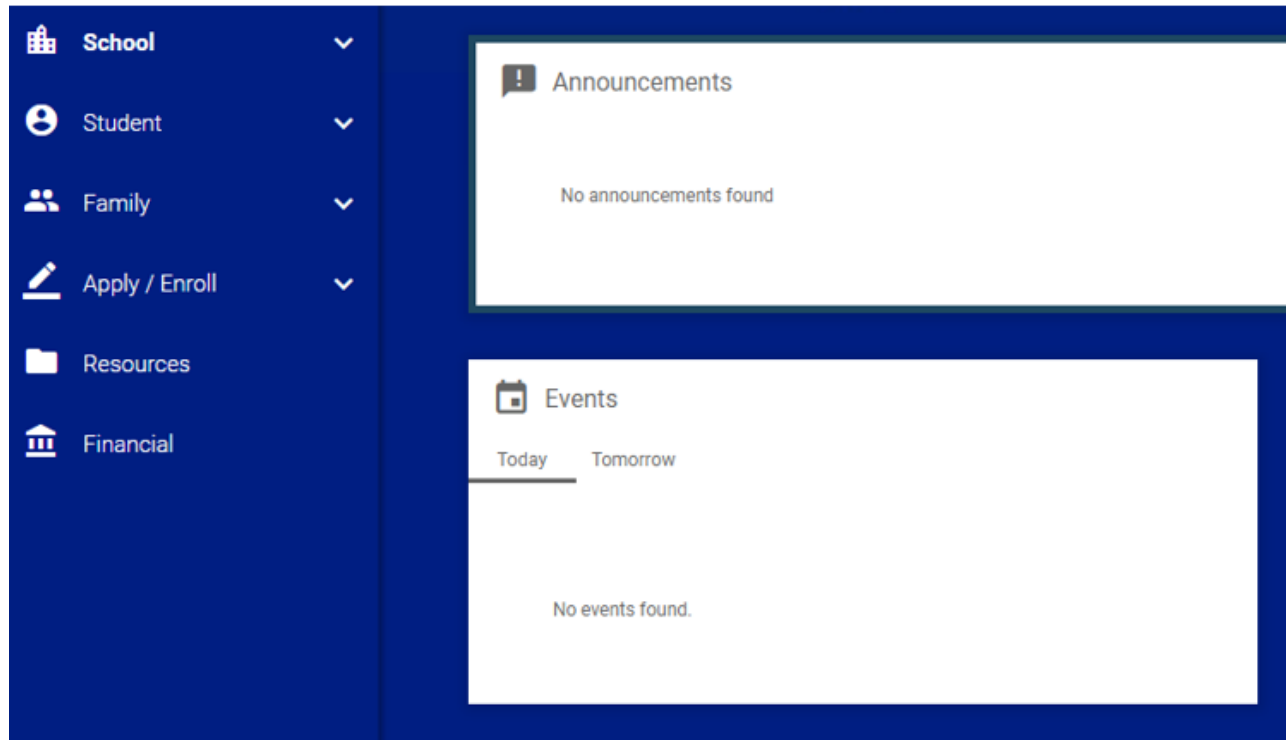 School
Student
Family
Apply / Enroll
Resources
Financial
Announcements
No announcements found
Events
Today Tomorrow
No events found.